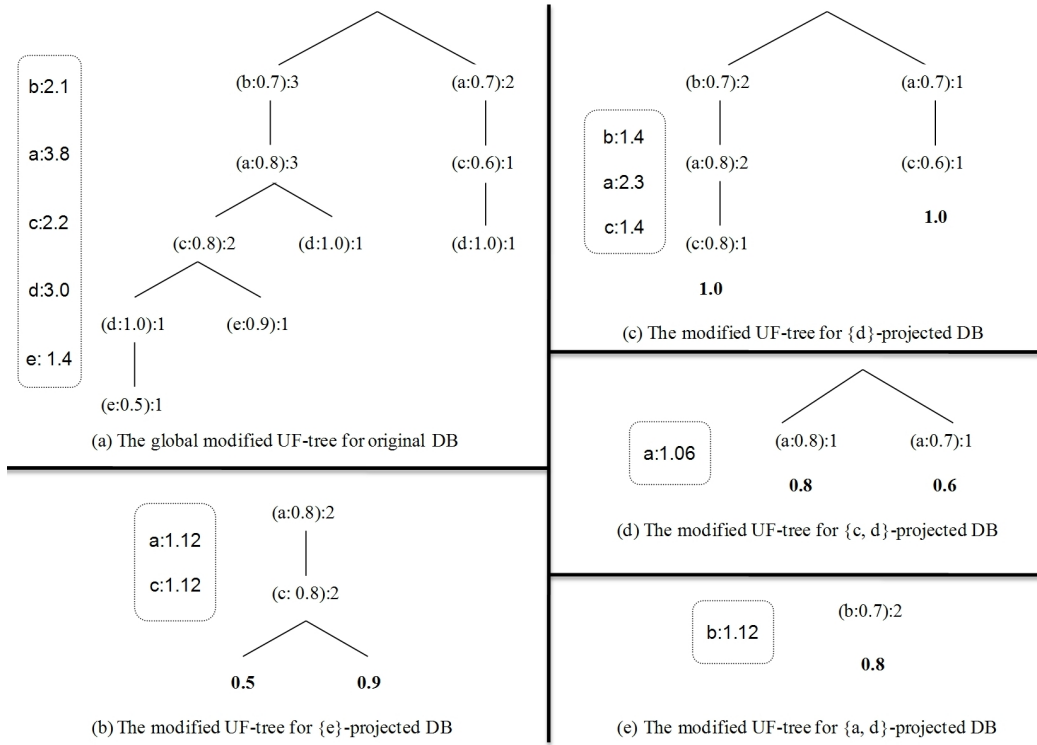 b:2.1
a:3.8
c:2.2
d:3.0
e: 1.4
(b:0.7):3
(a:0.7):2
(a:0.8):3
(c:0.6):1
(c:0.8):2
(d:1.0):1
(d:1.0):1
(d:1.0):1
(e:0.9):1
(e:0.5):1
(a) The global modified UF-tree for original DB
a:1.12
c:1.12
(a:0.8):2
(c: 0.8):2
0.5
0.9
(b) The modified UF-tree for {e}-projected DB
b:1.4
a:2.3
c:1.4
(b:0.7):2
(a:0.7):1
(a:0.8):2
(c:0.6):1
(c:0.8):1
1.0
1.0
(c) The modified UF-tree for {d}-projected DB
a:1.06
(a:0.8):1
(a:0.7):1
0.8
0.6
(d) The modified UF-tree for {c, d}-projected DB
b:1.12
(b:0.7):2
0.8
(e) The modified UF-tree for {a, d}-projected DB